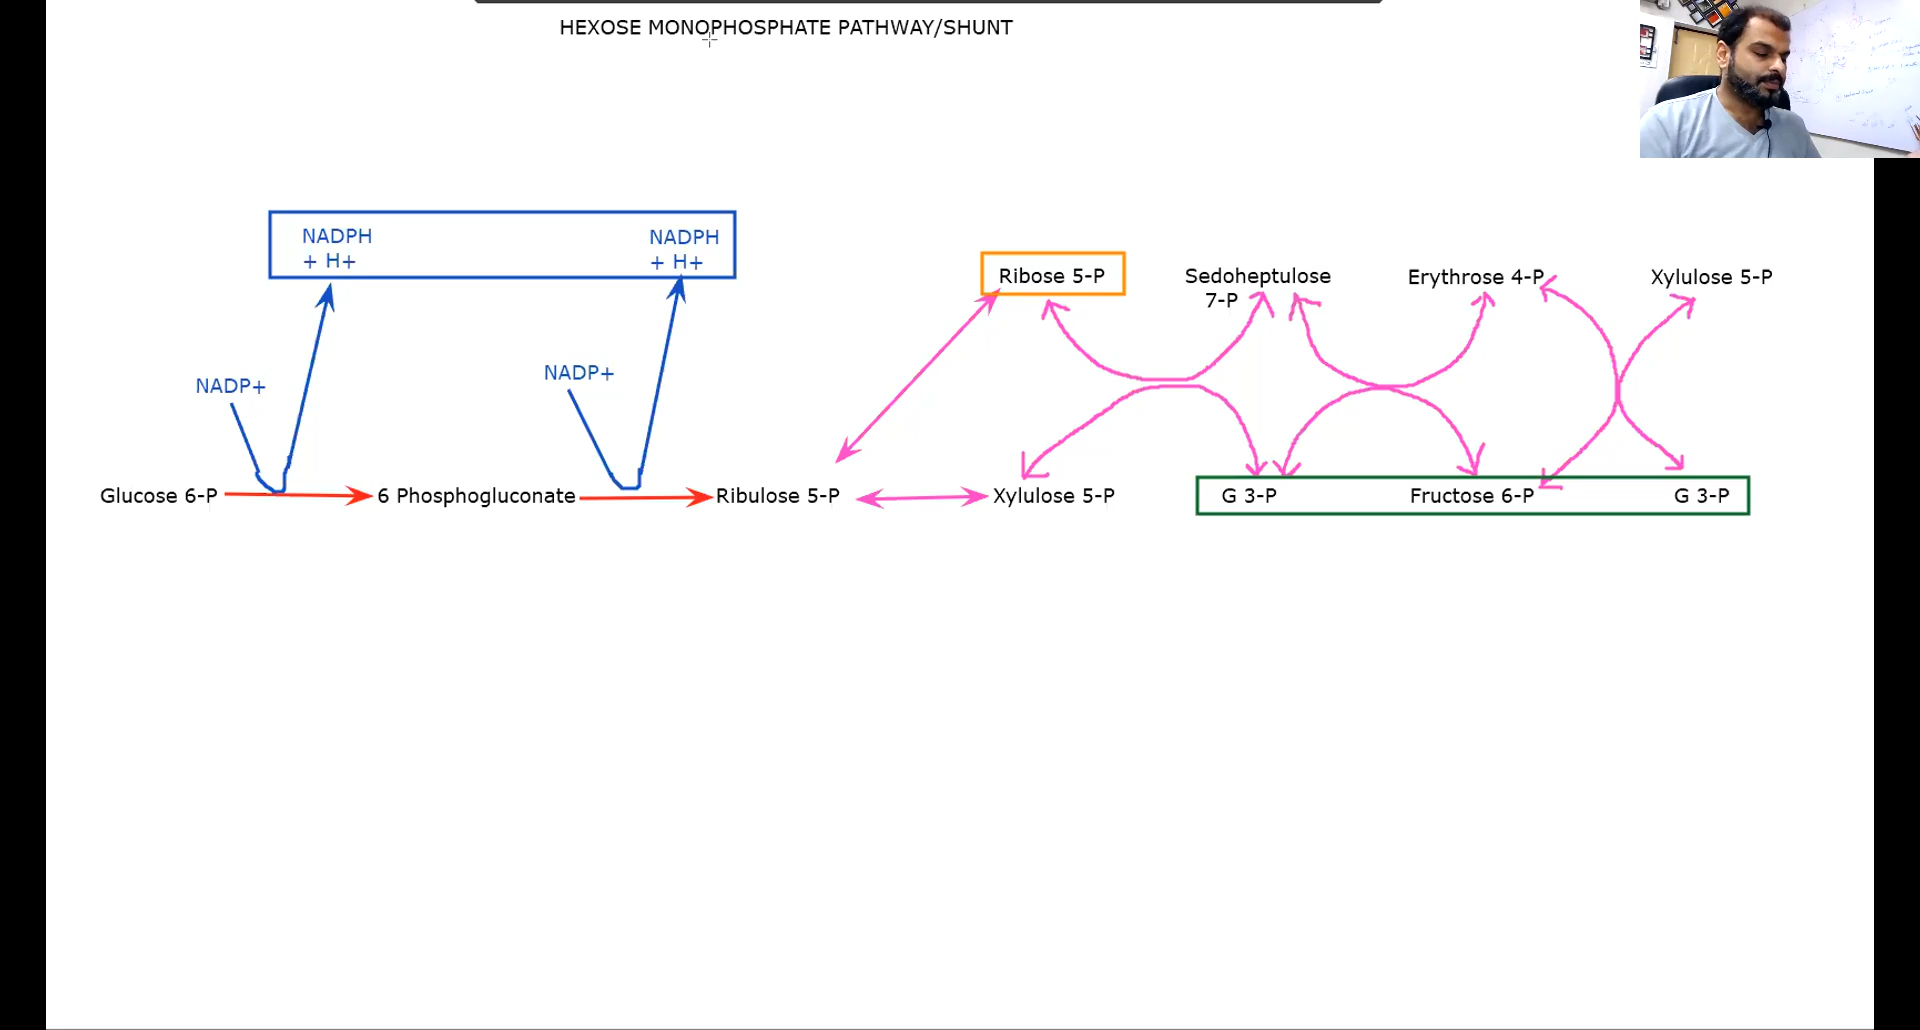 HEXOSE MONOPHOSPHATE PATHWAY/SHUNT
NADPH
+ H+
NADPH
+ H+
NADP+
NADP+
Ribose 5-P
Sedoheptulose
7-P
Erythrose 4-P
Xylulose 5-P
Glucose 6-P
6 Phosphogluconate
Ribulose 5-P
Xylulose 5-P
G 3-P
Fructose 6-P
G 3-P